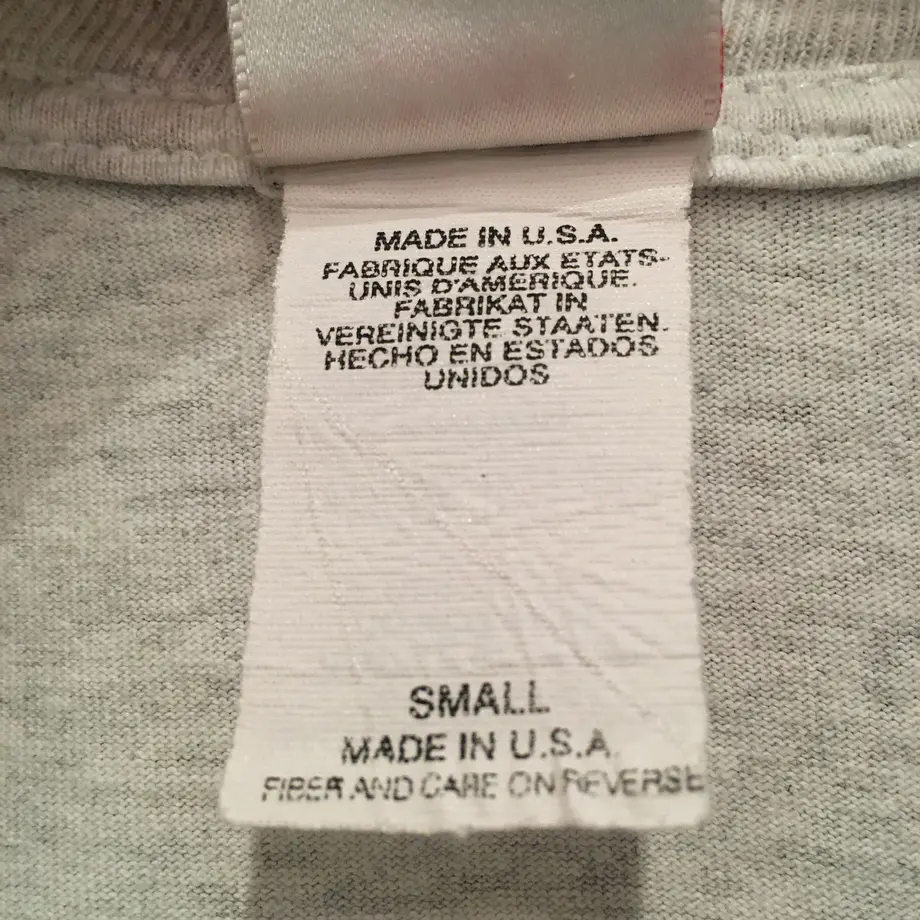 MADE IN U.S.A.
FABRIQUE AUX ETATS-
UNIS D'AMERIQUE.
FABRIKAT IN
VEREINIGTE STAATEN.
HECHO EN ESTADOS
UNIDOS
SMALL
MADE IN U.S.A.
FIBER AND CARE ON REVERSE